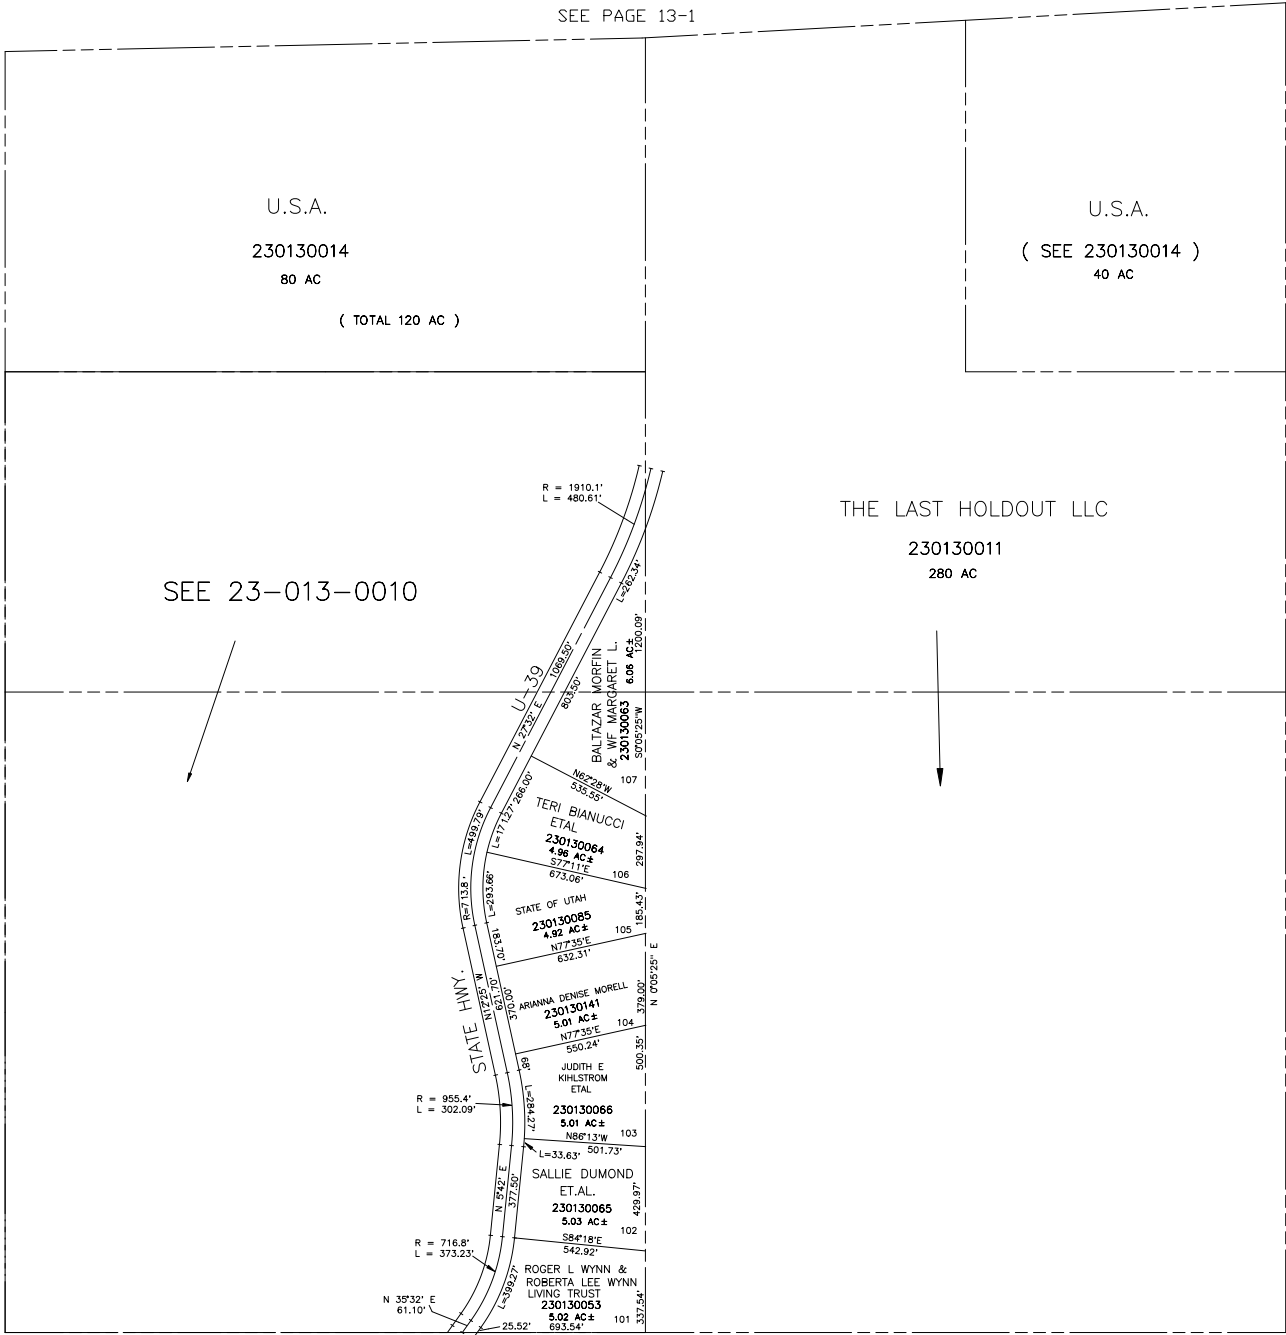 SEE PAGE 13-1
U.S.A.
230130014
80 AC
( TOTAL 120 AC )
U.S.A.
( SEE 230130014 )
40 AC
THE LAST HOLDOUT LLC
230130011
280 AC
SEE 23-013-0010
R = 1910.1'
L = 480.61'
L=262.34'
U-39
1069.50'
N 27°32' E
803.50'
BALTAZAR MORFIN
& WF MARGARET L.
230130063
6.06 AC±
1200.09'
S0°05'25"W
107
N62°28'W
535.55'
L=499.79'
L=171.27'
266.00'
TERI BIANUCCI
ETAL
230130064
4.96 AC±
S77°11'E
673.06'
106
297.94'
R=713.8'
L=293.66'
183.70'
STATE OF UTAH
230130085
4.92 AC±
N77°35'E
632.31'
105
185.43'
N 0°05'25" E
STATE HWY.
N12°25' W
621.70'
370.00'
ARIANNA DENISE MORELL
230130141
5.01 AC±
N77°35'E
550.24'
104
379.00'
68'
L=284.27'
JUDITH E
KIHLSTROM
ETAL
230130066
5.01 AC±
N86°13'W
501.73'
103
500.35'
R = 955.4'
L = 302.09'
L=33.63'
N 5°42' E
377.50'
SALLIE DUMOND
ET.AL.
230130065
5.03 AC±
S84°18'E
542.92'
102
429.97'
R = 716.8'
L = 373.23'
L=399.27'
ROGER L WYNN &
ROBERTA LEE WYNN
LIVING TRUST
230130053
5.02 AC±
101
337.54'
N 35°32' E
61.10'
25.52'
693.54'